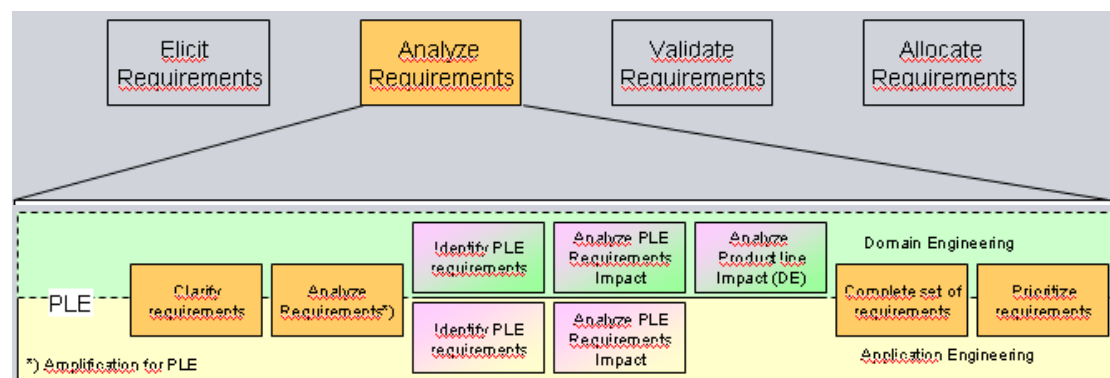 Elicit
Requirements
Analyze
Requirements
Validate
Requirements
Allocate
Requirements
Identify PLE
requirements
Analyze PLE
Requirements
Impact
Analyze
Product line
Impact (DE)
Domain Engineering
PLE
Clarify
requirements
Analyze
Requirements*)
Complete set of
requirements
Prioritize
requirements
Identify PLE
requirements
Analyze PLE
Requirements
Impact
Application Engineering
*) Amplification for PLE